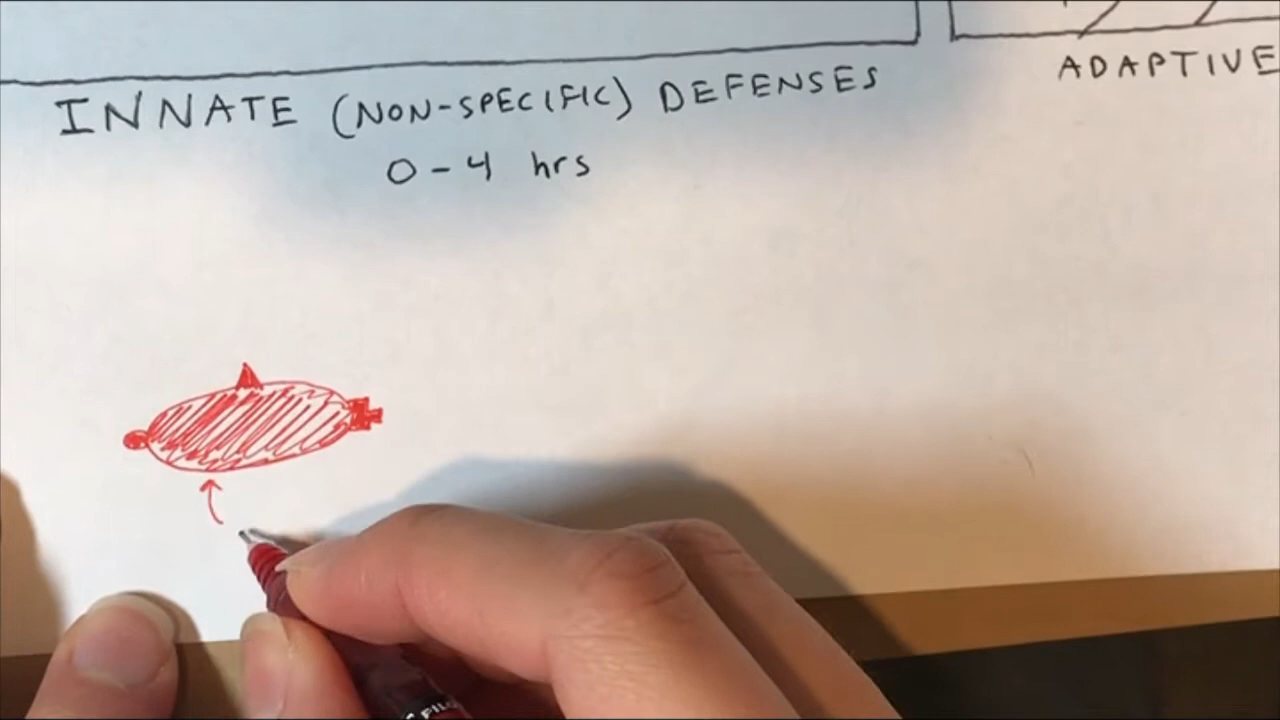 INNATE (NON-SPECIFIC) DEFENSES
0-4 hrs
ADAPTIVE